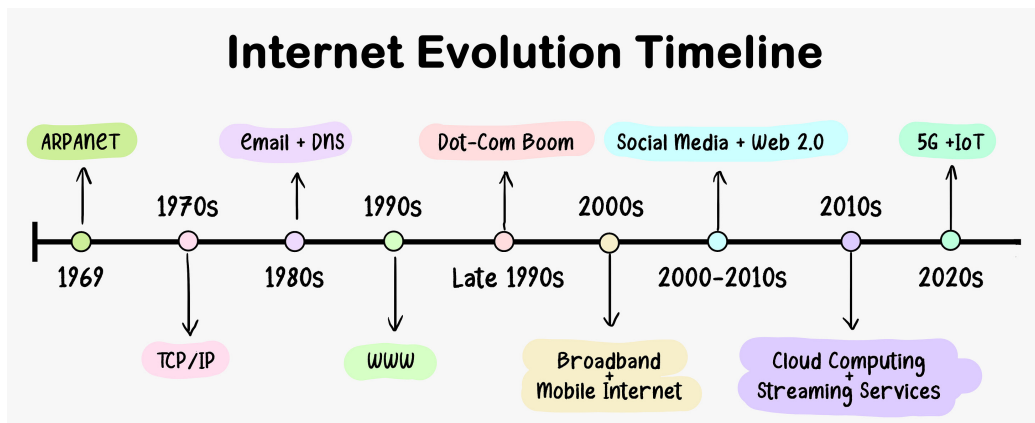 Internet Evolution Timeline
ARPANET
email + DNS
Dot-Com Boom
Social Media + Web 2.0
5G +IoT
1970s
1990s
2000s
2010s
1969
1980s
Late 1990s
2000-2010s
2020s
TCP/IP
WWW
Broadband
+
Mobile Internet
Cloud Computing
+
Streaming Services